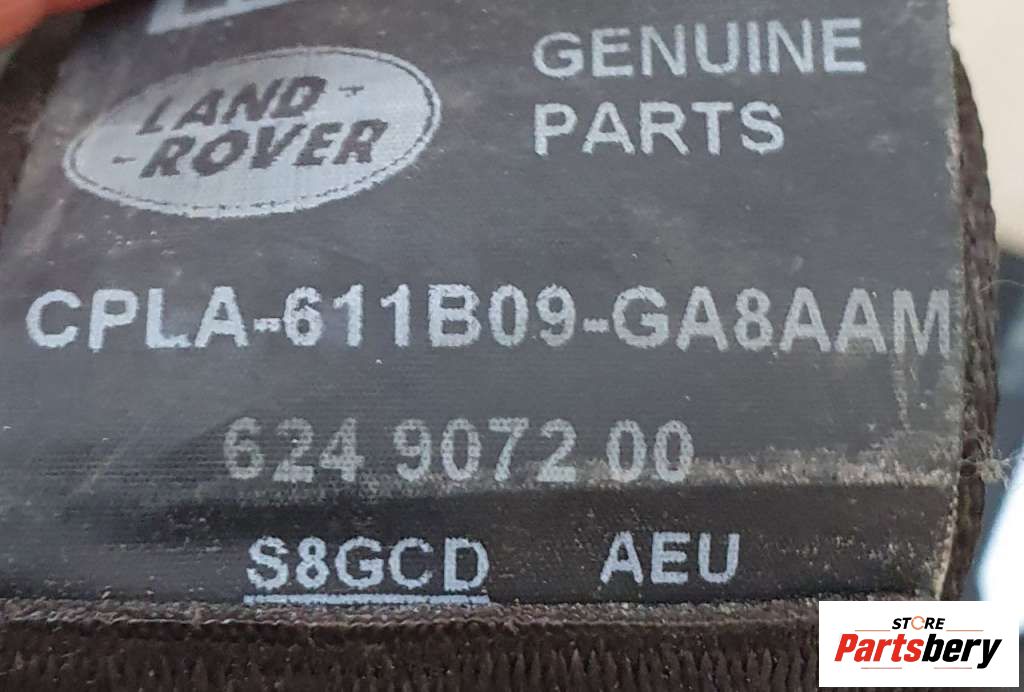 LAND-
-ROVER
GENUINE
PARTS
CPLA-611B09-GA8AAM
624 9072 00
S8GCD AEU
STORE
Partsbery